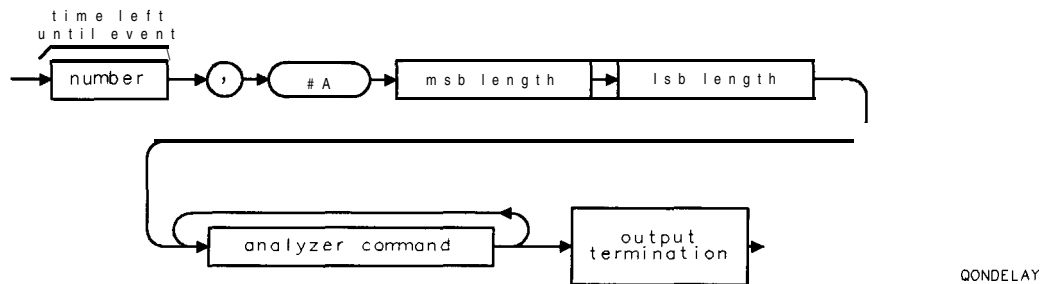 time left
until event
number , #A msb length lsb length
analyzer command output
termination
QONDELAY